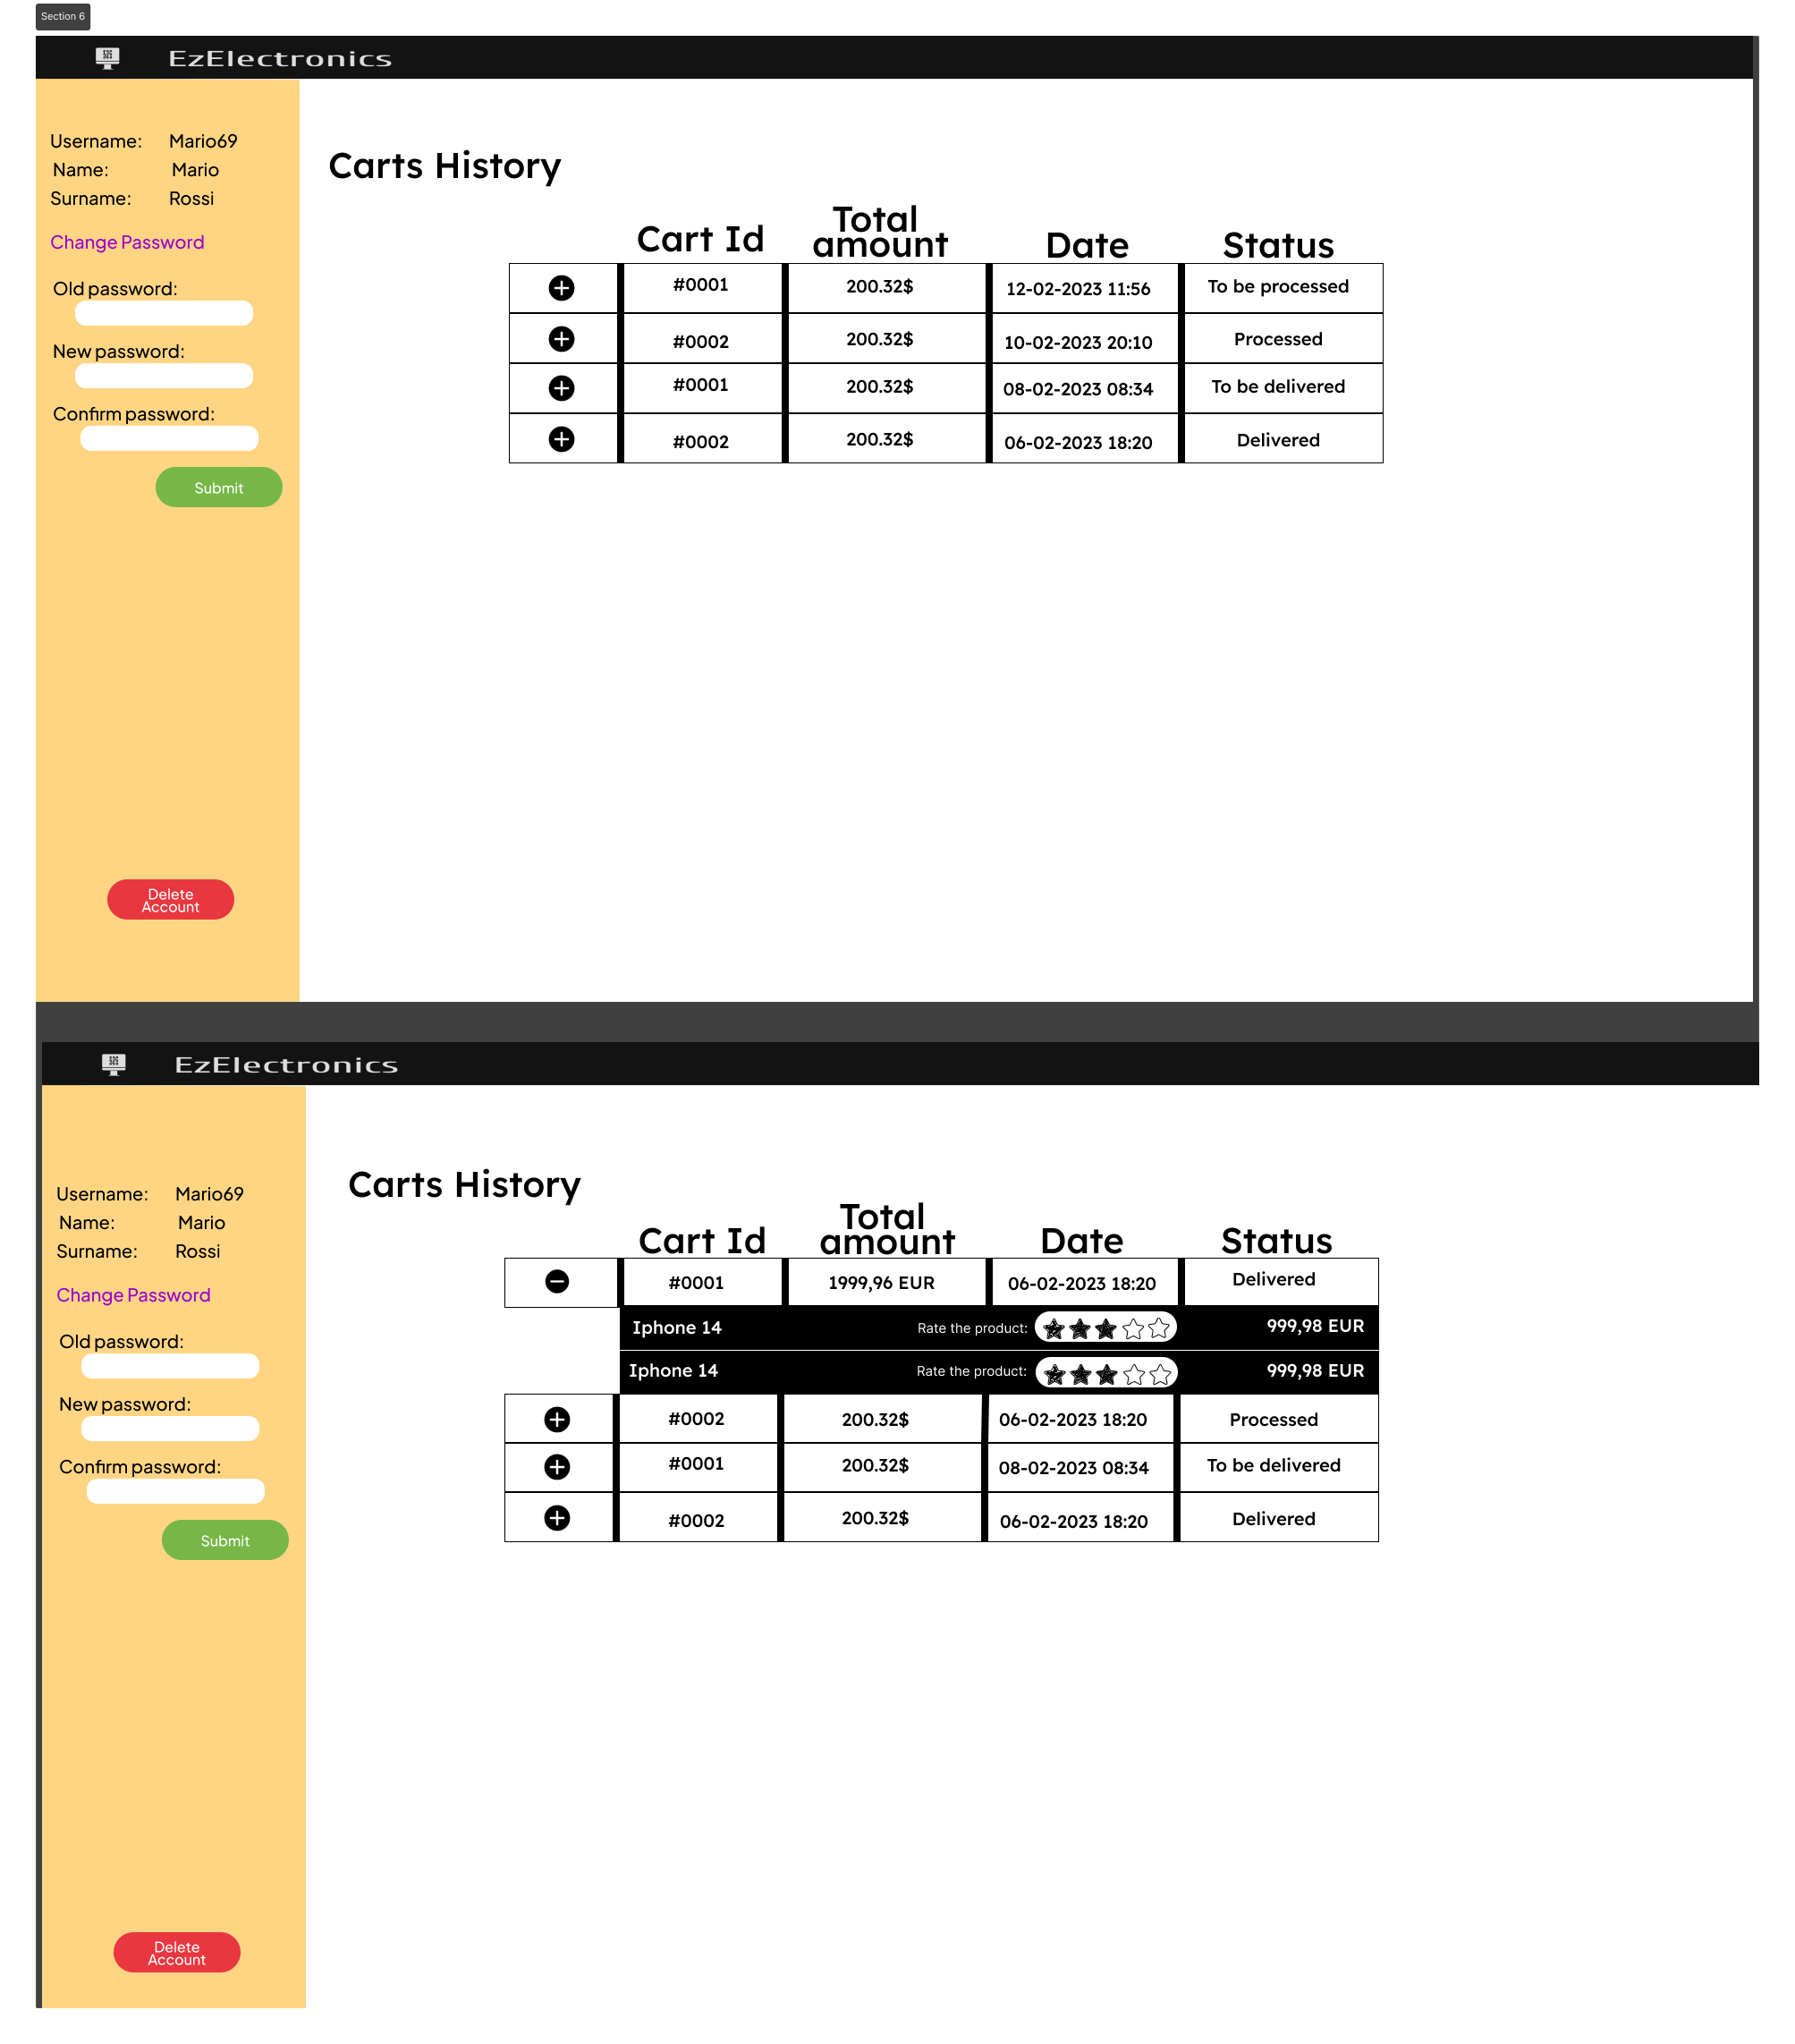 Section 6
EzElectronics
Username: Mario69
Name: Mario
Surname: Rossi
Change Password
Old password:
New password:
Confirm password:
Submit
Delete
Account
Carts History
Cart Id Total amount Date Status
#0001 200.32$ 12-02-2023 11:56 To be processed
#0002 200.32$ 10-02-2023 20:10 Processed
#0001 200.32$ 08-02-2023 08:34 To be delivered
#0002 200.32$ 06-02-2023 18:20 Delivered
EzElectronics
Username: Mario69
Name: Mario
Surname: Rossi
Change Password
Old password:
New password:
Confirm password:
Submit
Delete
Account
Carts History
Cart Id Total amount Date Status
#0001 1999,96 EUR 06-02-2023 18:20 Delivered
Iphone 14 Rate the product: 999,98 EUR
Iphone 14 Rate the product: 999,98 EUR
#0002 200.32$ 06-02-2023 18:20 Processed
#0001 200.32$ 08-02-2023 08:34 To be delivered
#0002 200.32$ 06-02-2023 18:20 Delivered